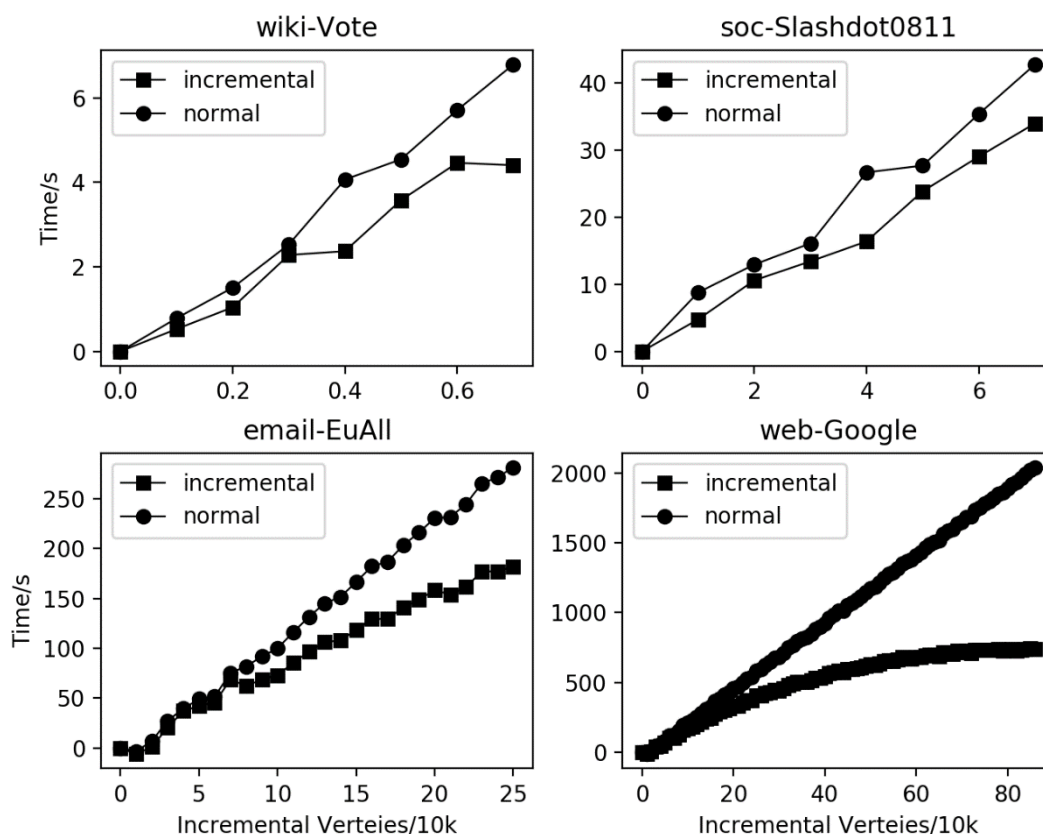 wiki-Vote
incremental
normal
Time/s
6
4
2
0
0.0 0.2 0.4 0.6
soc-Slashdot0811
incremental
normal
40
30
20
10
0
0 2 4 6
email-EuAll
incremental
normal
Time/s
250
200
150
100
50
0
0 5 10 15 20 25
Incremental Verteies/10k
web-Google
incremental
normal
2000
1500
1000
500
0
0 20 40 60 80
Incremental Verteies/10k